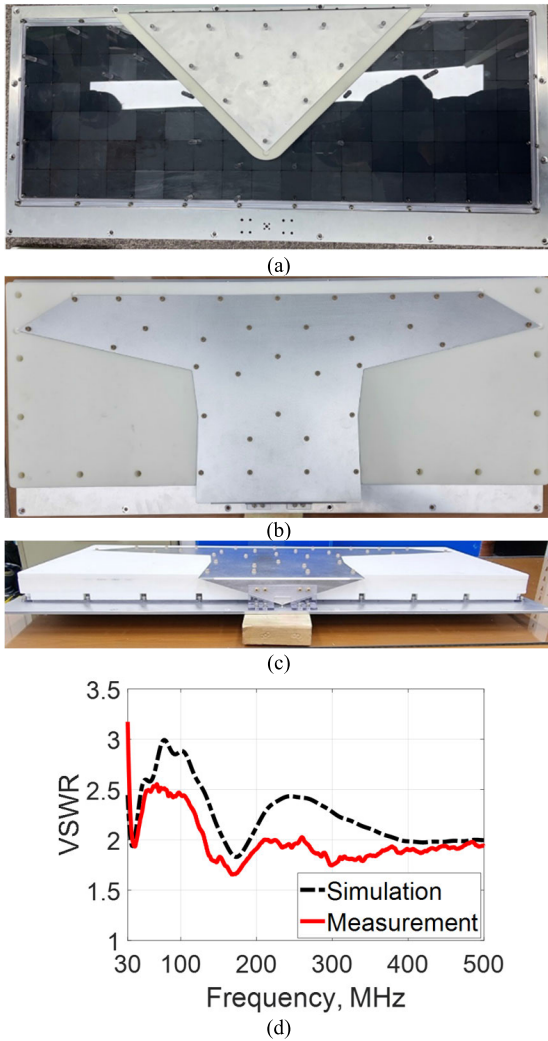 (a)
(b)
(c)
3.5
3
2.5
2
1.5
1
VSWR
Simulation
Measurement
30 100 200 300 400 500
Frequency, MHz
(d)